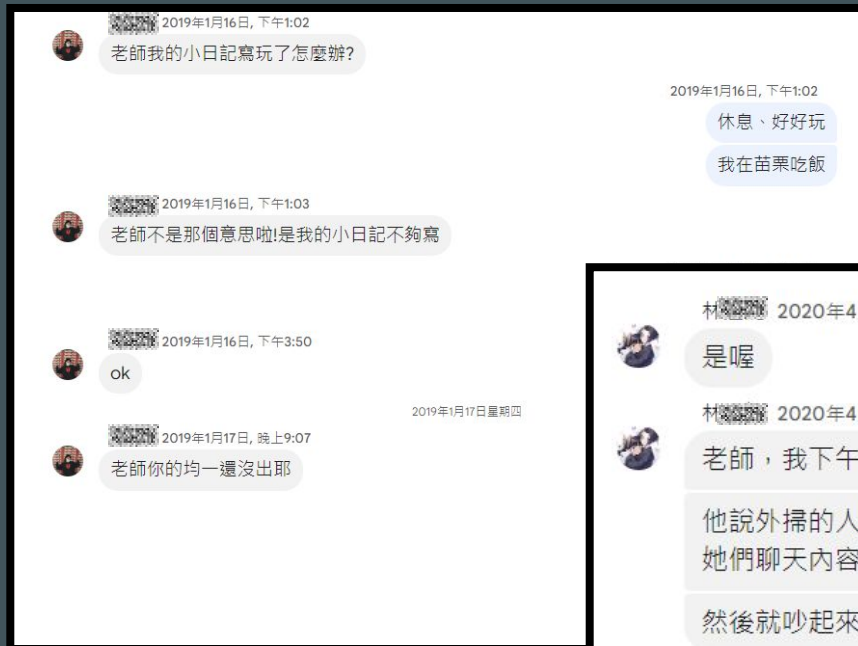 2019年1月16日, 下午1:02
老師我的小日記寫玩了怎麼辦?
2019年1月16日, 下午1:02
休息、好好玩
我在苗栗吃飯
2019年1月16日, 下午1:03
老師不是那個意思啦!是我的小日記不夠寫
2019年1月16日, 下午3:50
ok
2019年1月17日星期四
2019年1月17日, 晚上9:07
老師你的均一還沒出耶
林 2020年4
是喔
林 2020年4
老師，我下午
他說外掃的人
她們聊天內容
然後就吵起來